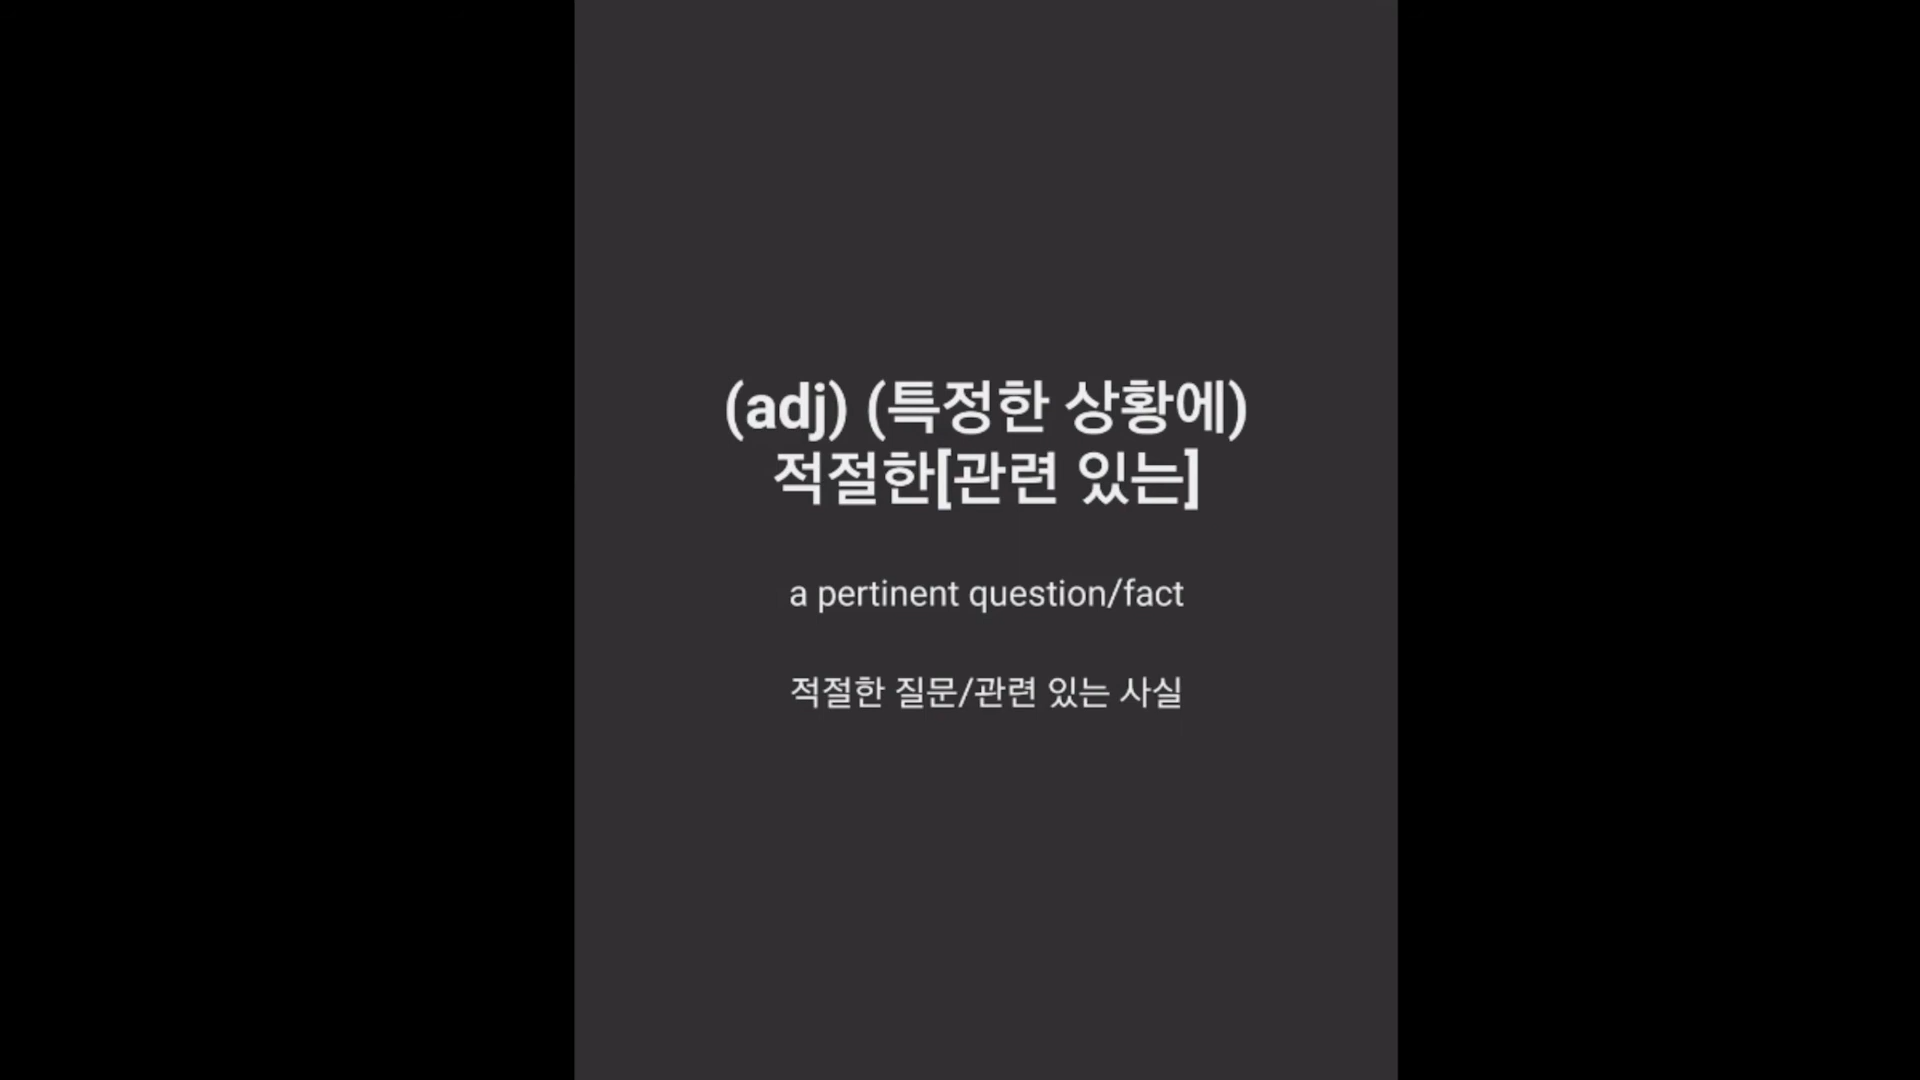 (adj) (특정한 상황에)
적절한[관련 있는]
a pertinent question/fact
적절한 질문/관련 있는 사실